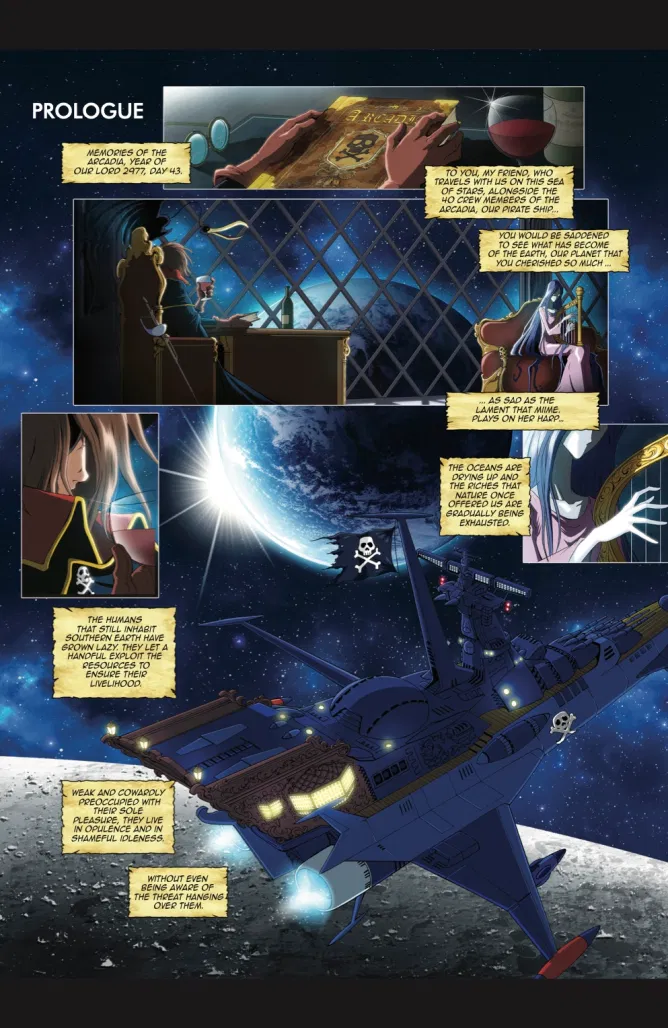 PROLOGUE
ARCADIA
MEMORIES OF THE
ARCADIA, YEAR OF
OUR LORD 2977, DAY 43.
TO YOU, MY FRIEND, WHO
TRAVELS WITH US ON THIS SEA
OF STARS, ALONGSIDE THE
40 CREW MEMBERS OF THE
ARCADIA, OUR PIRATE SHIP...
YOU WOULD BE SADDENED
TO SEE WHAT HAS BECOME
OF THE EARTH, OUR PLANET THAT
YOU CHERISHED SO MUCH ...
... AS SAD AS THE
LAMENT THAT MIIME.
PLAYS ON HER HARP...
THE OCEANS ARE
DRYING UP AND
THE RICHES THAT
NATURE ONCE
OFFERED US ARE
GRADUALLY BEING
EXHAUSTED.
THE HUMANS
THAT STILL INHABIT
SOUTHERN EARTH HAVE
GROWN LAZY. THEY LET A
HANDFUL EXPLOIT THE
RESOURCES TO
ENSURE THEIR
LIVELIHOOD.
WEAK AND COWARDLY
PREOCCUPIED WITH
THEIR SOLE
PLEASURE, THEY LIVE
IN OPULENCE AND IN
SHAMEFUL IDLENESS.
WITHOUT EVEN
BEING AWARE OF
THE THREAT HANGING
OVER THEM.